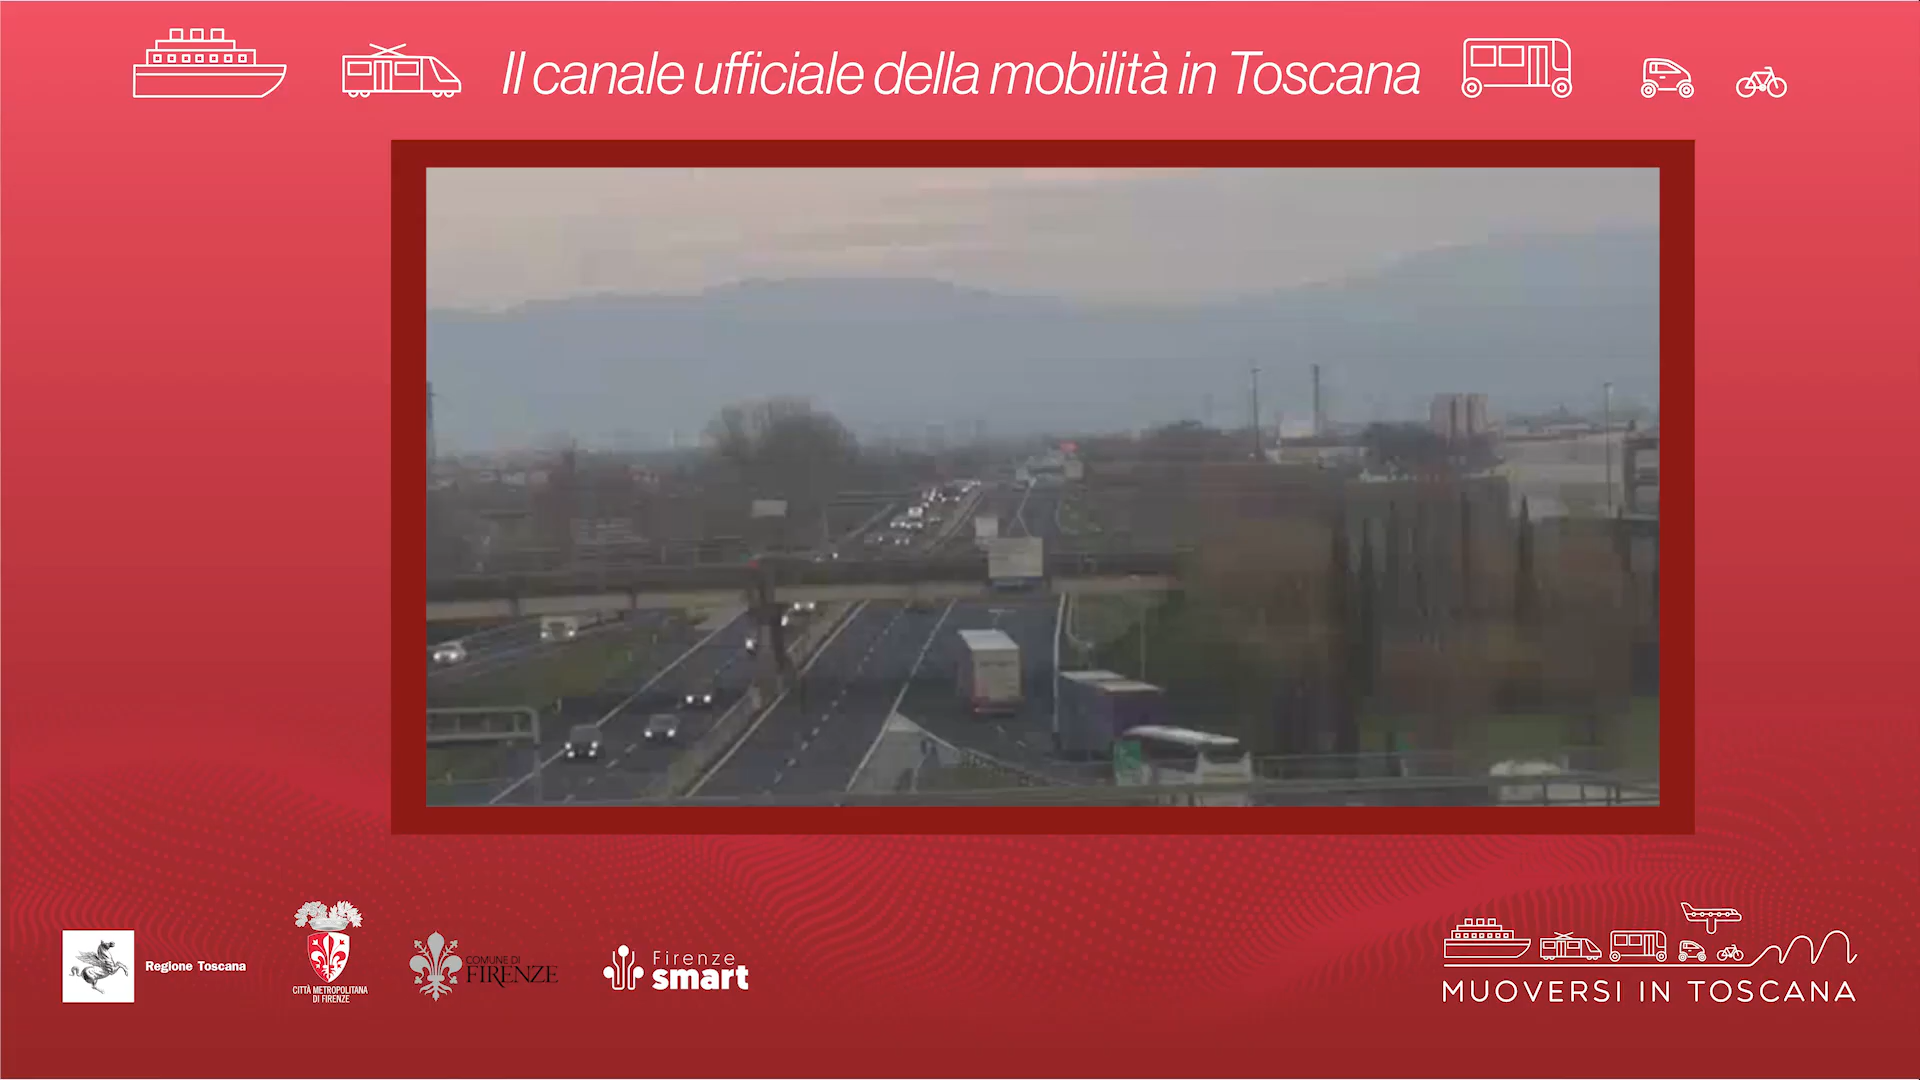 Il canale ufficiale della mobilità in Toscana
Regione Toscana
CITTÀ METROPOLITANA
DI FIRENZE
COMUNE DI
FIRENZE
Firenze
smart
MUOVERSI IN TOSCANA